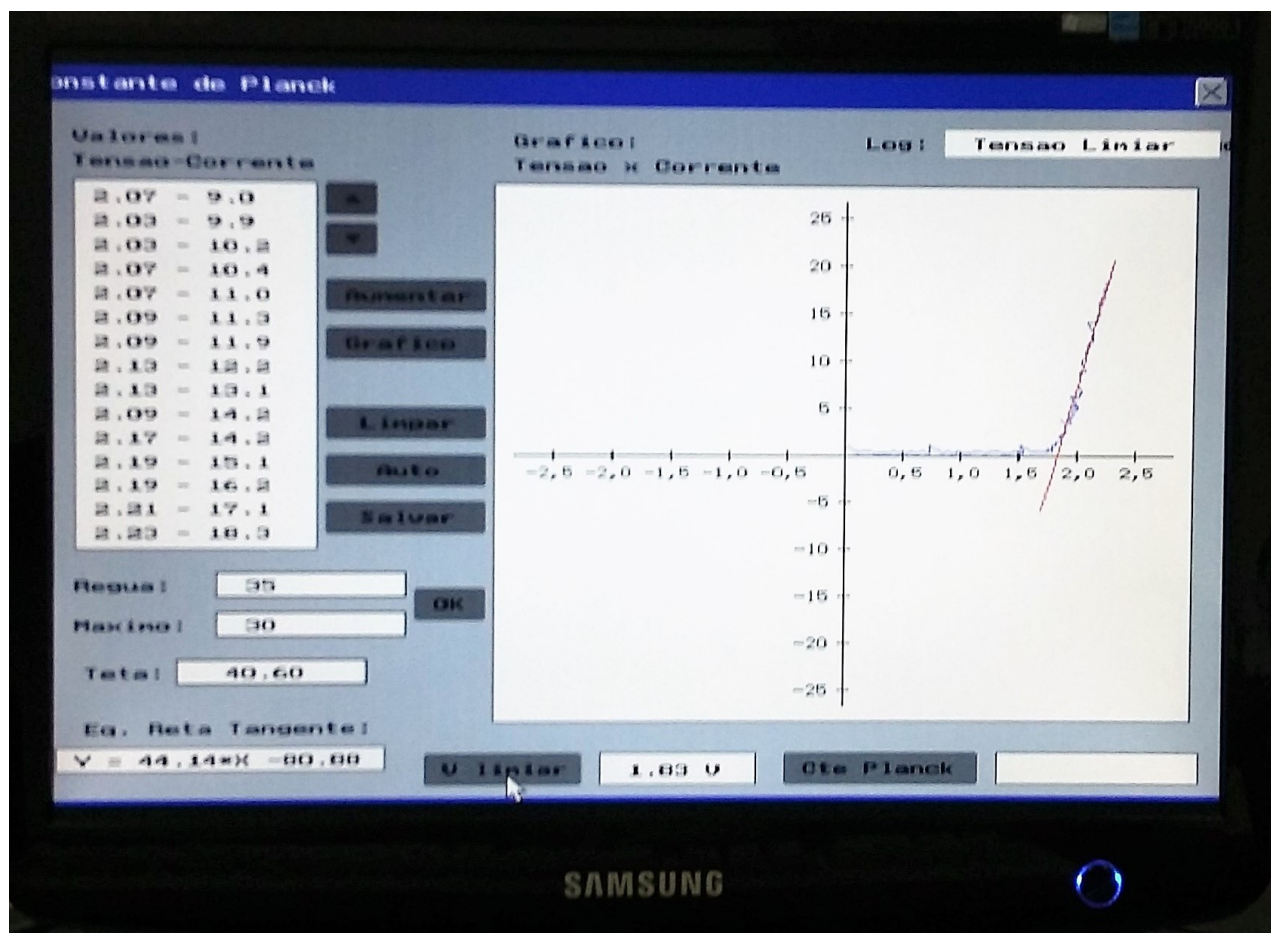 onstante de Planck
Valores:
Tensao-Corrente
2.07 - 9.0
2.03 - 9.9
2.03 - 10.2
2.07 - 10.4
2.07 - 11.0
2.09 - 11.3
2.09 - 11.9
2.13 - 12.2
2.13 - 13.1
2.09 - 14.2
2.17 - 14.2
2.19 - 15.1
2.19 - 16.2
2.21 - 17.1
2.23 - 18.3
Aumentar
Grafico
Limpar
Auto
Salvar
Regua: 35
Maximo: 30
OK
Teta: 40.60
Eq. Reta Tangente:
Y = 44.14*X -80.88
Grafico:
Tensao x Corrente
Log: Tensao Limiar
25
20
15
10
5
-2,5 -2,0 -1,5 -1,0 -0,5 0,5 1,0 1,5 2,0 2,5
-5
-10
-15
-20
-25
V limiar 1.83 V Cte Planck
SAMSUNG